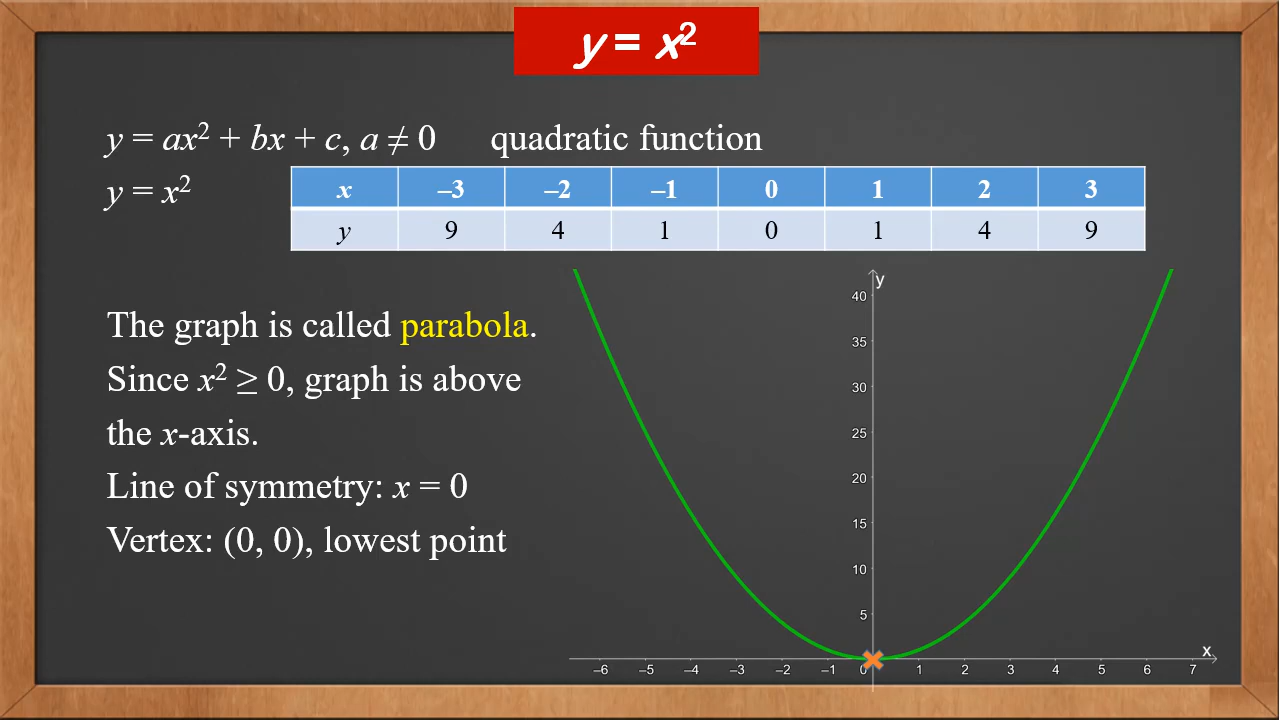 y = x²
y = ax² + bx + c, a ≠ 0 quadratic function
y = x²
x –3 –2 –1 0 1 2 3
y 9 4 1 0 1 4 9
The graph is called parabola.
Since x² ≥ 0, graph is above
the x-axis.
Line of symmetry: x = 0
Vertex: (0, 0), lowest point
y
40
35
30
25
20
15
10
5
x
–6 –5 –4 –3 –2 –1 0 1 2 3 4 5 6 7